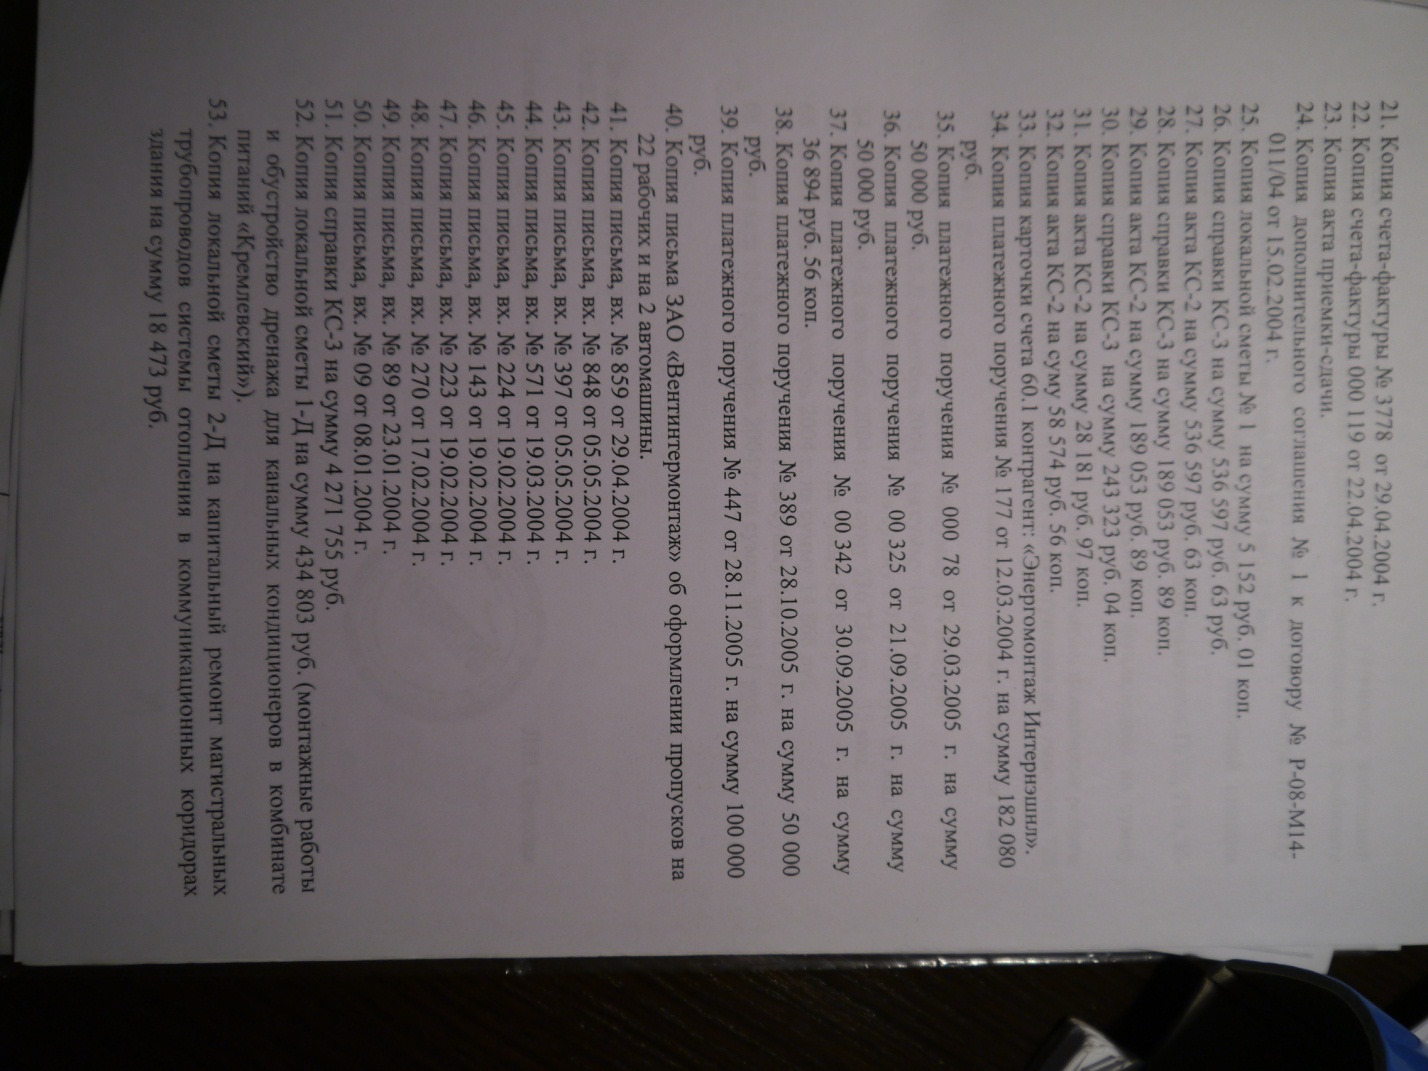 21. Копия счета-фактуры № 3778 от 29.04.2004 г.
22. Копия счета-фактуры 000 119 от 22.04.2004 г.
23. Копия акта приемки-сдачи.
24. Копия дополнительного соглашения № 1 к договору № Р-08-М14-
011/04 от 15.02.2004 г.
25. Копия локальной сметы № 1 на сумму 5 152 руб. 01 коп.
26. Копия справки КС-3 на сумму 536 597 руб. 63 руб.
27. Копия акта КС-2 на сумму 536 597 руб. 63 коп.
28. Копия справки КС-3 на сумму 189 053 руб. 89 коп.
29. Копия акта КС-2 на сумму 189 053 руб. 89 коп.
30. Копия справки КС-3 на сумму 243 323 руб. 04 коп.
31. Копия акта КС-2 на сумму 28 181 руб. 97 коп.
32. Копия акта КС-2 на суму 58 574 руб. 56 коп.
33. Копия карточки счета 60.1 контрагент: «Энергомонтаж Интернэшнл».
34. Копия платежного поручения № 177 от 12.03.2004 г. на сумму 182 080
руб.
35. Копия платежного поручения № 000 78 от 29.03.2005 г. на сумму
50 000 руб.
36. Копия платежного поручения № 00 325 от 21.09.2005 г. на сумму
50 000 руб.
37. Копия платежного поручения № 00 342 от 30.09.2005 г. на сумму
36 894 руб. 56 коп.
38. Копия платежного поручения № 389 от 28.10.2005 г. на сумму 50 000
руб.
39. Копия платежного поручения № 447 от 28.11.2005 г. на сумму 100 000
руб.
40. Копия письма ЗАО «Вентинтермонтаж» об оформлении пропусков на
22 рабочих и на 2 автомашины.
41. Копия письма, вх. № 859 от 29.04.2004 г.
42. Копия письма, вх. № 848 от 05.05.2004 г.
43. Копия письма, вх. № 397 от 05.05.2004 г.
44. Копия письма, вх. № 571 от 19.03.2004 г.
45. Копия письма, вх. № 224 от 19.02.2004 г.
46. Копия письма, вх. № 143 от 19.02.2004 г.
47. Копия письма, вх. № 223 от 19.02.2004 г.
48. Копия письма, вх. № 270 от 17.02.2004 г.
49. Копия письма, вх. № 89 от 23.01.2004 г.
50. Копия письма, вх. № 09 от 08.01.2004 г.
51. Копия справки КС-3 на сумму 4 271 755 руб.
52. Копия локальной сметы 1-Д на сумму 434 803 руб. (монтажные работы
и обустройство дренажа для канальных кондиционеров в комбинате
питаний «Кремлевский»).
53. Копия локальной сметы 2-Д на капитальный ремонт магистральных
трубопроводов системы отопления в коммуникационных коридорах
здания на сумму 18 473 руб.